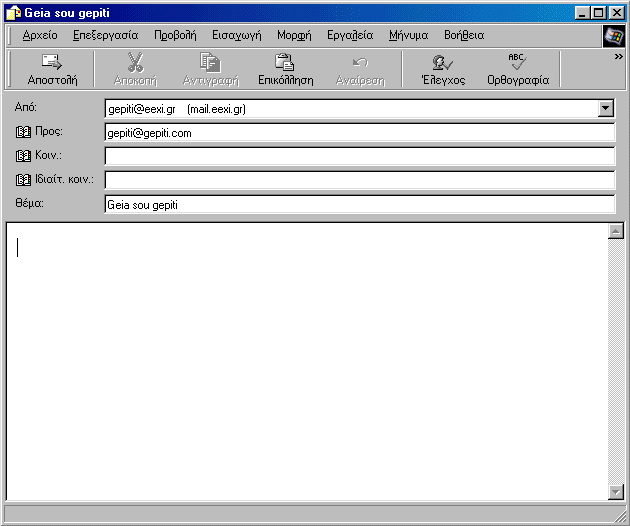 Geia sou gepiti
Αρχείο Επεξεργασία Προβολή Εισαγωγή Μορφή Εργαλεία Μήνυμα Βοήθεια
Αποστολή Αποκοπή Αντιγραφή Επικόλληση Αναίρεση Έλεγχος ABC Ορθογραφία »
Από: gepiti@eexi.gr (mail.eexi.gr)
Προς: gepiti@gepiti.com
Κοιν.:
Ιδιαίτ. κοιν.:
Θέμα: Geia sou gepiti